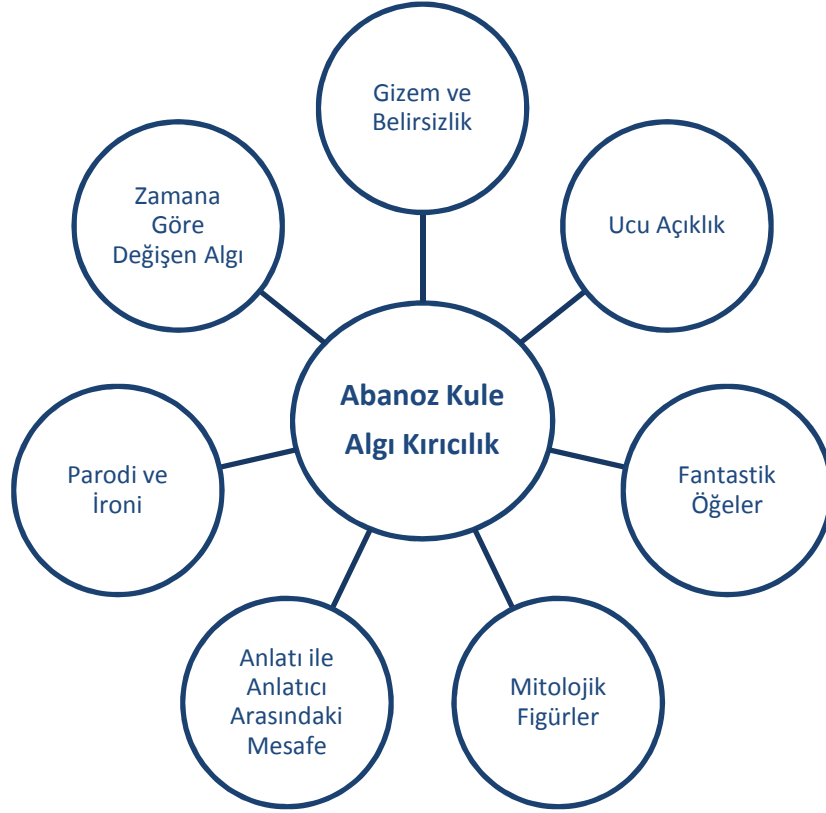 Gizem ve
Belirsizlik
Ucu Açıklık
Fantastik
Öğeler
Mitolojik
Figürler
Anlatı ile
Anlatıcı
Arasındaki
Mesafe
Parodi ve
İroni
Zamana
Göre
Değişen Algı
Abanoz Kule
Algı Kırıcılık